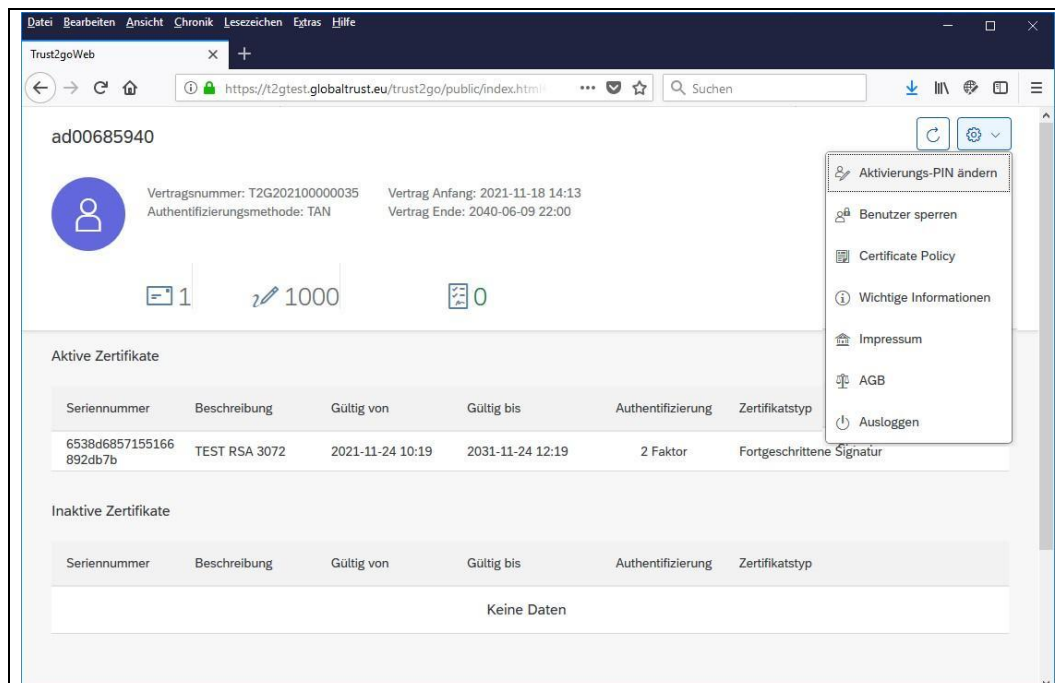 Datei Bearbeiten Ansicht Chronik Lesezeichen Extras Hilfe
Trust2goWeb
https://t2gtest.globaltrust.eu/trust2go/public/index.html
Suchen
ad00685940
Vertragsnummer: T2G202100000035 Vertrag Anfang: 2021-11-18 14:13
Authentifizierungsmethode: TAN Vertrag Ende: 2040-06-09 22:00
1 1000 0
Aktivierungs-PIN ändern
Benutzer sperren
Certificate Policy
Wichtige Informationen
Impressum
AGB
Ausloggen
Aktive Zertifikate
Seriennummer Beschreibung Gültig von Gültig bis Authentifizierung Zertifikatstyp
6538d6857155166
892db7b TEST RSA 3072 2021-11-24 10:19 2031-11-24 12:19 2 Faktor Fortgeschrittene Signatur
Inaktive Zertifikate
Seriennummer Beschreibung Gültig von Gültig bis Authentifizierung Zertifikatstyp
Keine Daten